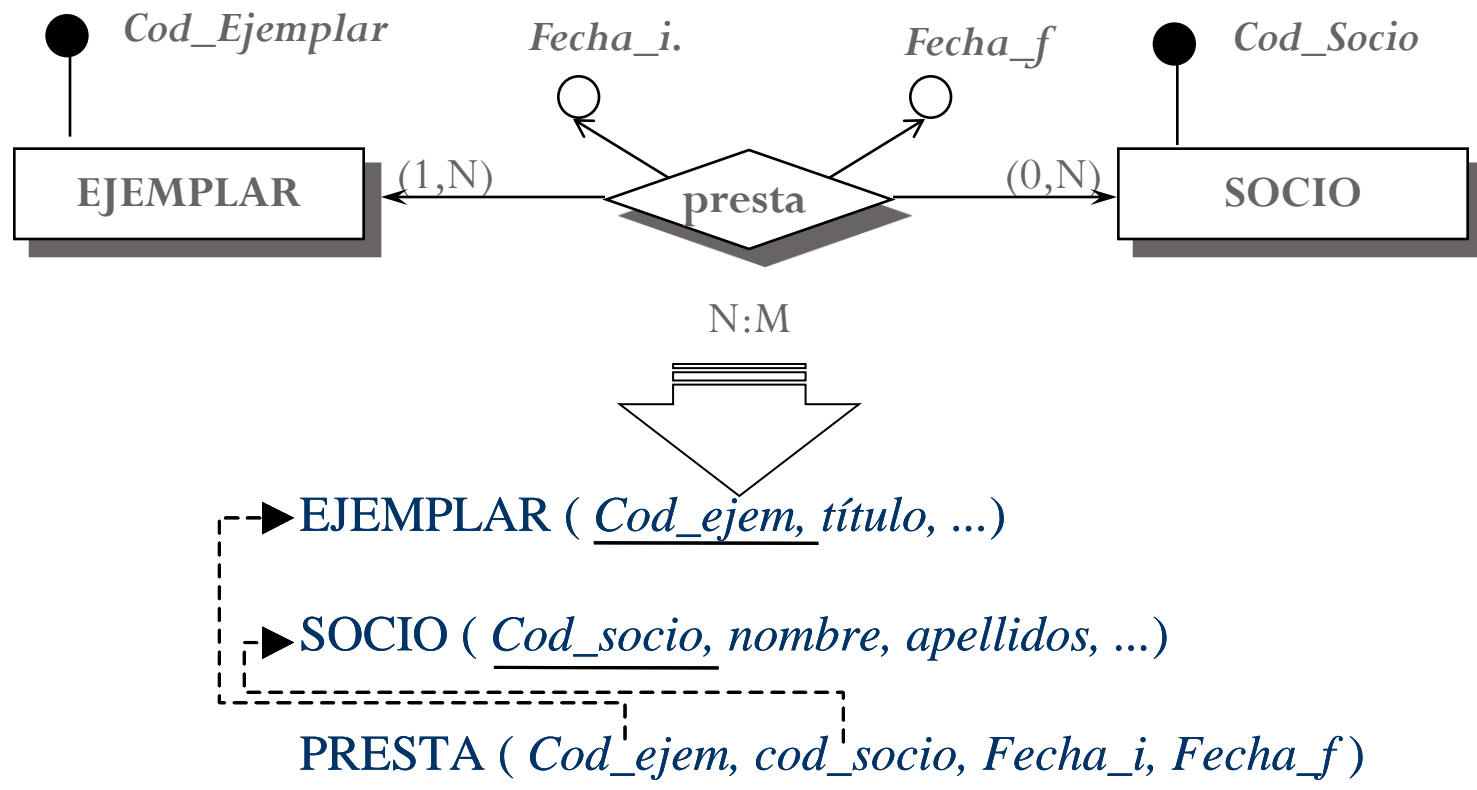 Cod_Ejemplar Fecha_i. Fecha_f Cod_Socio
EJEMPLAR (1,N) presta (0,N) SOCIO
N:M
EJEMPLAR ( Cod_ejem, título, ...)
SOCIO ( Cod_socio, nombre, apellidos, ...)
PRESTA ( Cod_ejem, cod_socio, Fecha_i, Fecha_f )